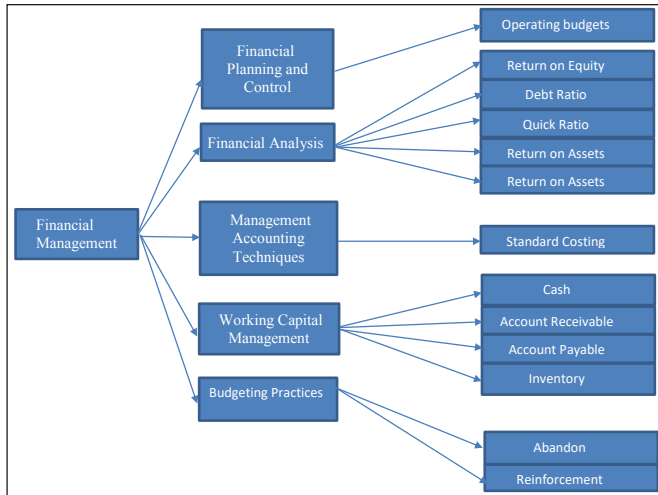 Financial
Management
Financial
Planning and
Control
Financial Analysis
Management
Accounting
Techniques
Working Capital
Management
Budgeting Practices
Operating budgets
Return on Equity
Debt Ratio
Quick Ratio
Return on Assets
Return on Assets
Standard Costing
Cash
Account Receivable
Account Payable
Inventory
Abandon
Reinforcement